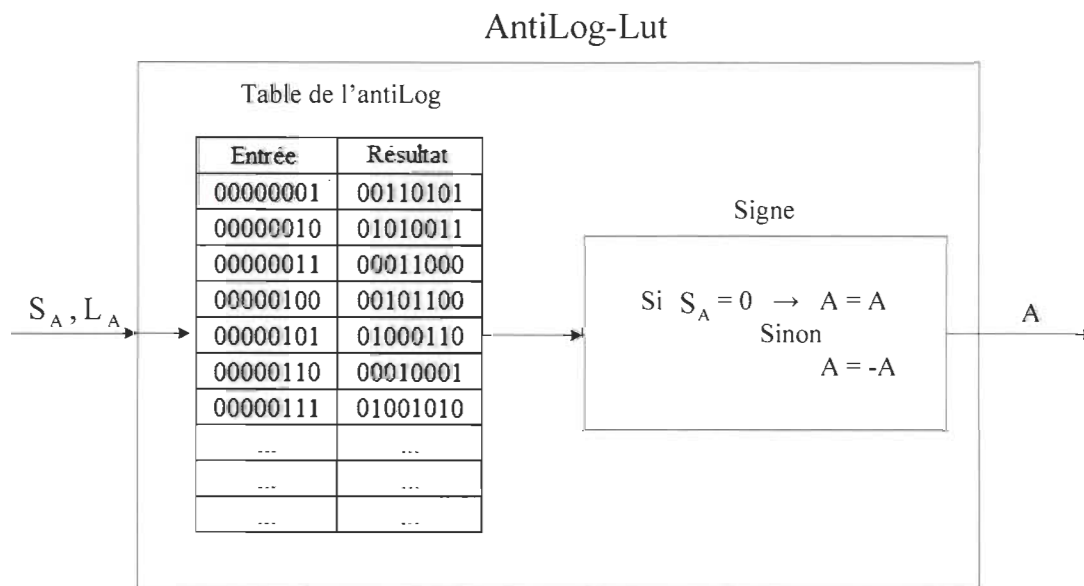 AntiLog-Lut
Table de l'antiLog
Entrée Résultat
00000001 00110101
00000010 01010011
00000011 00011000
00000100 00101100
00000101 01000110
00000110 00010001
00000111 01001010
... ...
... ...
... ...
S_A , L_A
Signe
Si S_A = 0 → A = A
Sinon
A = -A
A